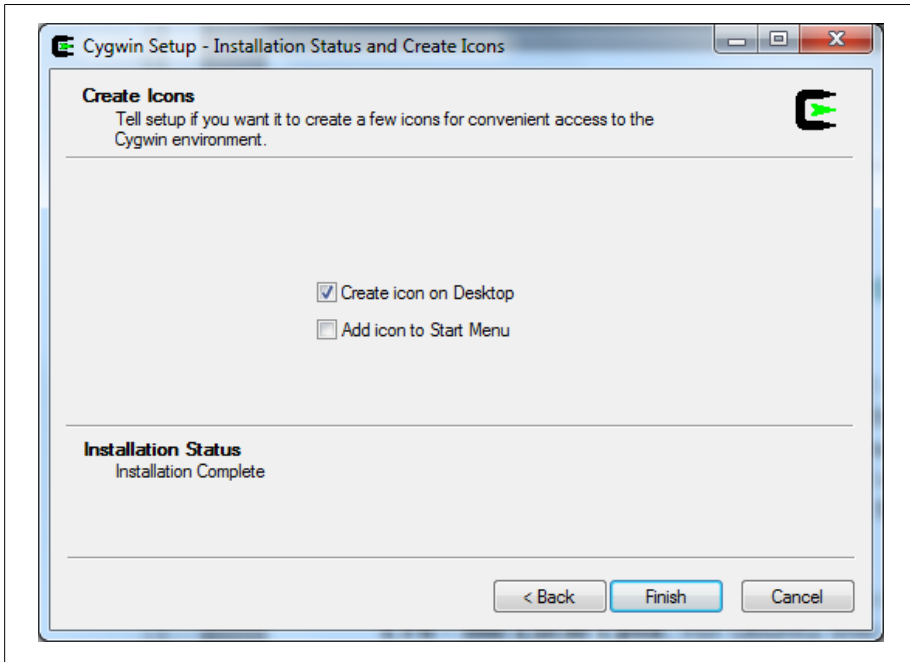 Cygwin Setup - Installation Status and Create Icons
Create Icons
Tell setup if you want it to create a few icons for convenient access to the
Cygwin environment.
Create icon on Desktop
Add icon to Start Menu
Installation Status
Installation Complete
< Back
Finish
Cancel